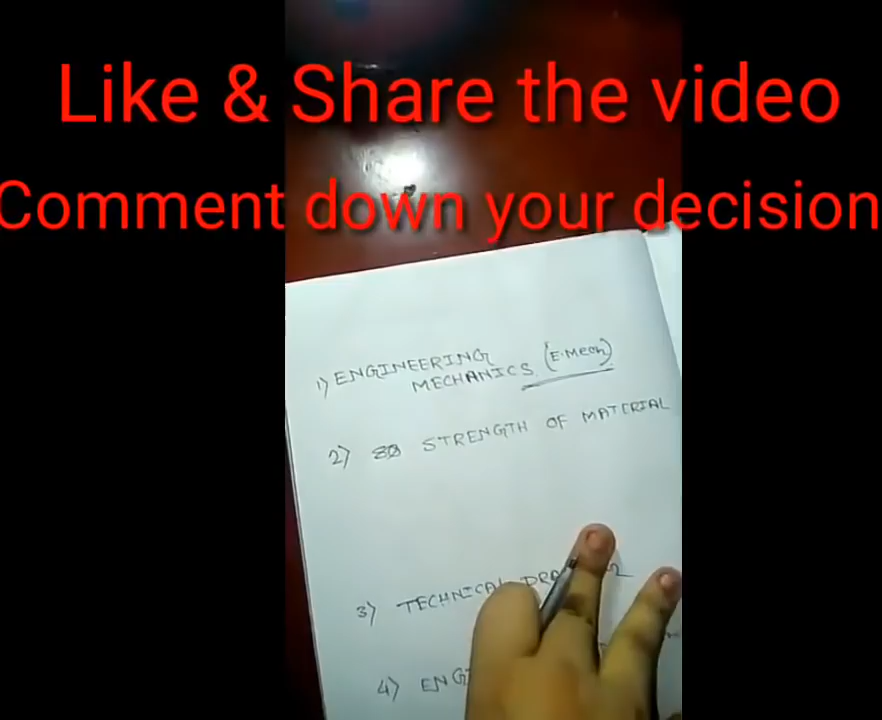 Like & Share the video
Comment down your decision
1) ENGINEERING
MECHANICS. (E.Mech)
2) STRENGTH OF MATERIAL
3) TECHNICAL
4)